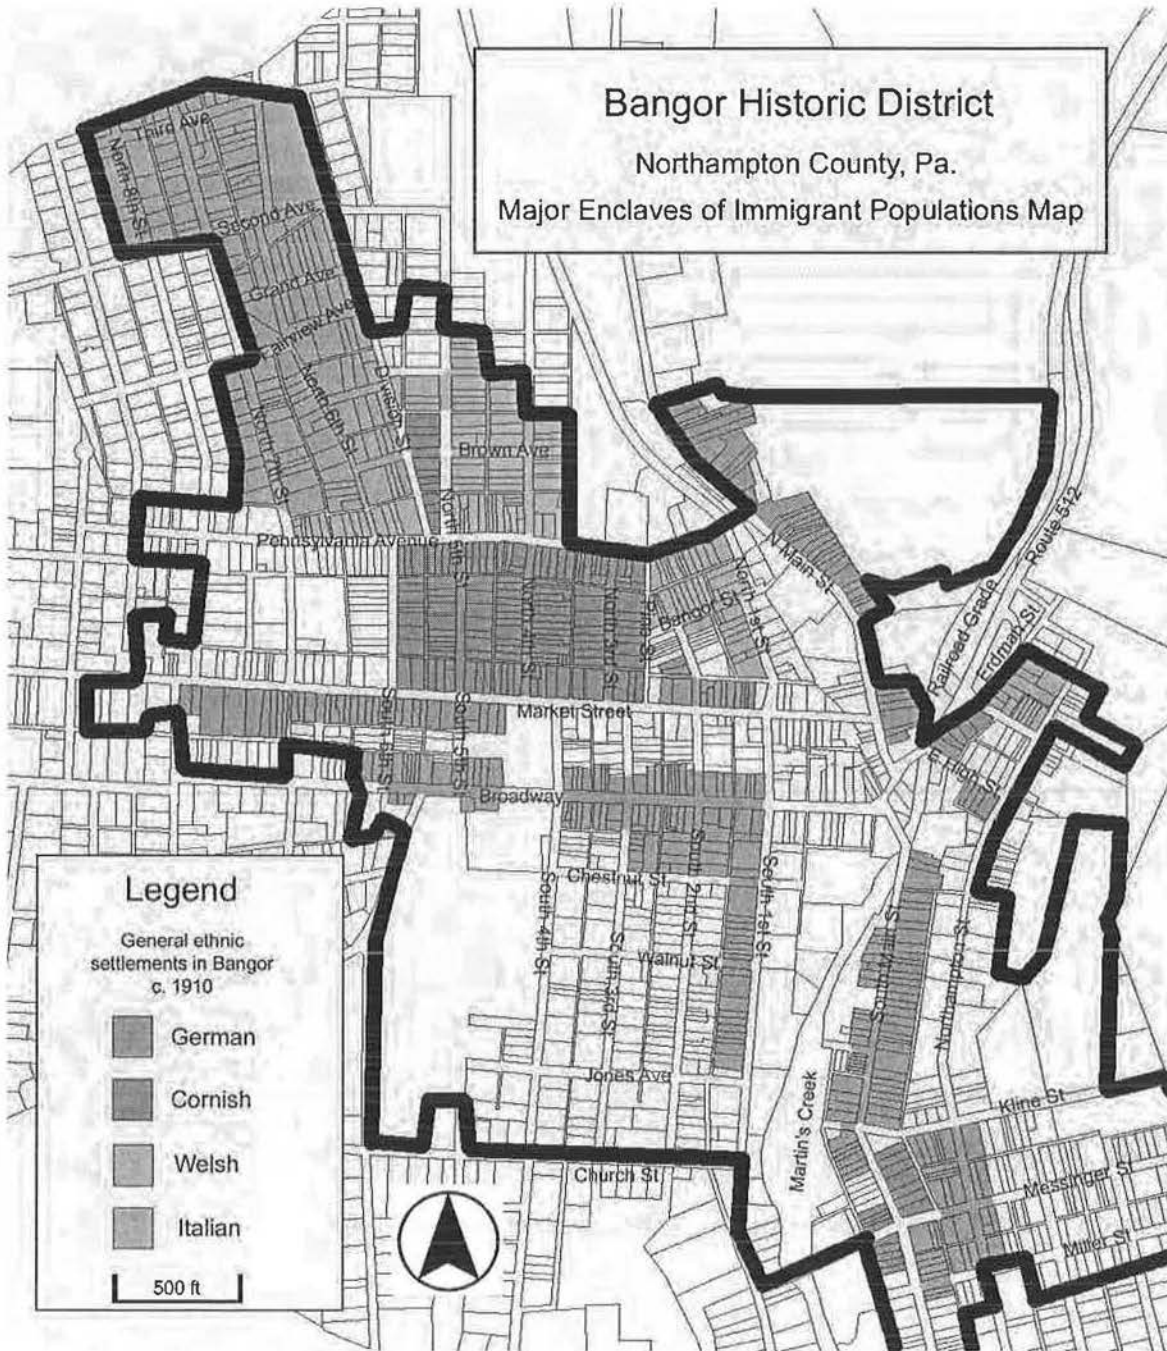 Bangor Historic District
Northampton County, Pa.
Major Enclaves of Immigrant Populations Map
Third Ave
North 8th St
Second Ave
Grand Ave
Fairview Ave
Division St
North 6th St
North 7th St
Brown Ave
North 5th St
Pennsylvania Avenue
North 4th St
North 3rd St
Bangor St
North 1st St
N Main St
Route 512
Railroad Grade
Erdman St
Market Street
South 6th St
South 5th St
Broadway
E. High St
South 2nd St
Chestnut St
South 1st St
South 4th St
South 3rd St
Walnut St
South Main St
Northampton St
Jones Ave
Martin's Creek
Kline St
Messinger St
Miller St
Church St
Legend
General ethnic
settlements in Bangor
c. 1910
German
Cornish
Welsh
Italian
500 ft